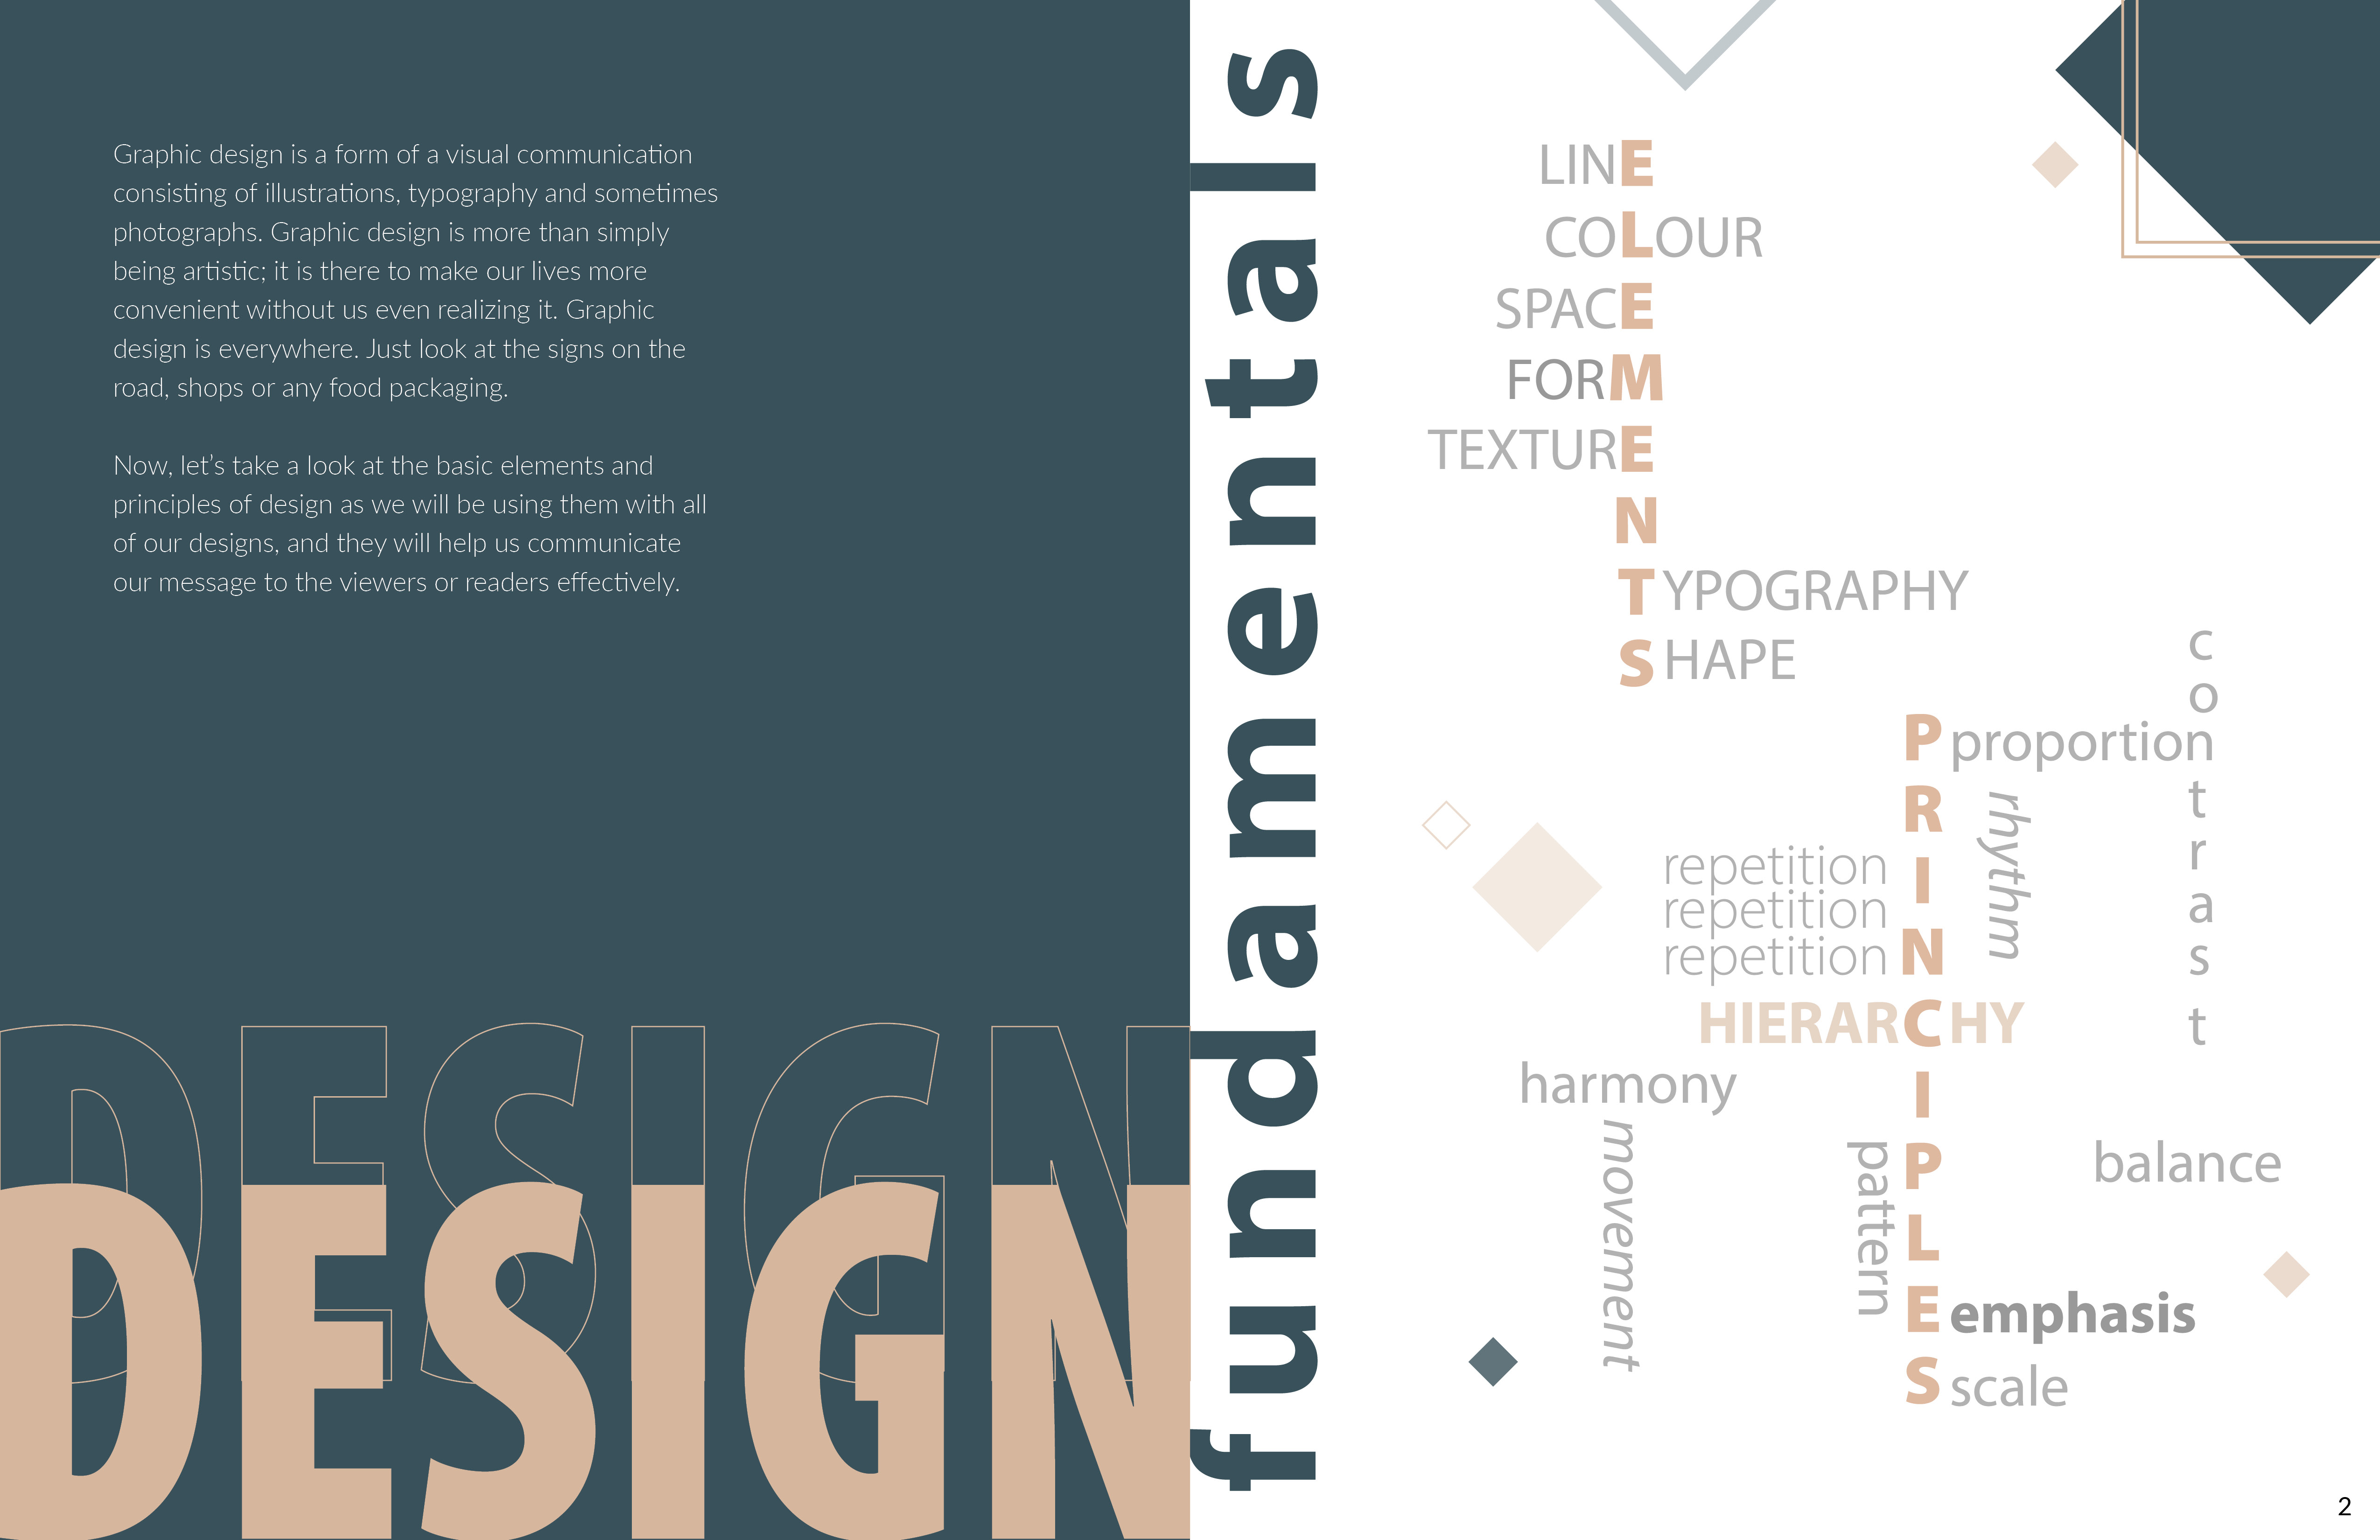 Graphic design is a form of a visual communication
consisting of illustrations, typography and sometimes
photographs. Graphic design is more than simply
being artistic; it is there to make our lives more
convenient without us even realizing it. Graphic
design is everywhere. Just look at the signs on the
road, shops or any food packaging.
Now, let’s take a look at the basic elements and
principles of design as we will be using them with all
of our designs, and they will help us communicate
our message to the viewers or readers effectively.
DESIGN
DESIGN
fundamentals
LINE
COLOUR
SPACE
FORM
TEXTURE
N
TYPOGRAPHY
SHAPE
contrast
P proportion
R
rhythm
repetition I
repetition
repetition N
HIERARCHY
harmony
I
movement
pattern
P
balance
L
E emphasis
S scale
2